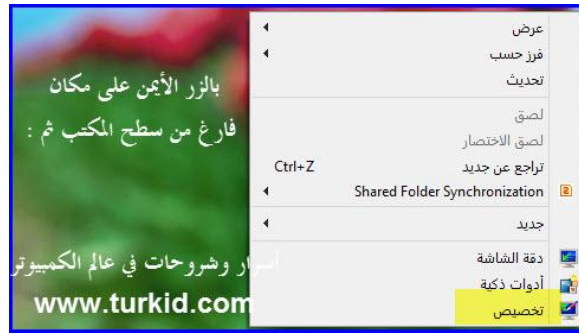 بالزر الأيمن على مكان
فارغ من سطح المكتب ثم :
أسرار وشروحات في عالم الكمبيوتر
www.turkid.com
عرض
فرز حسب
تحديث
لصق
لصق الاختصار
تراجع عن جديد Ctrl+Z
Shared Folder Synchronization
جديد
دقة الشاشة
أدوات ذكية
تخصيص